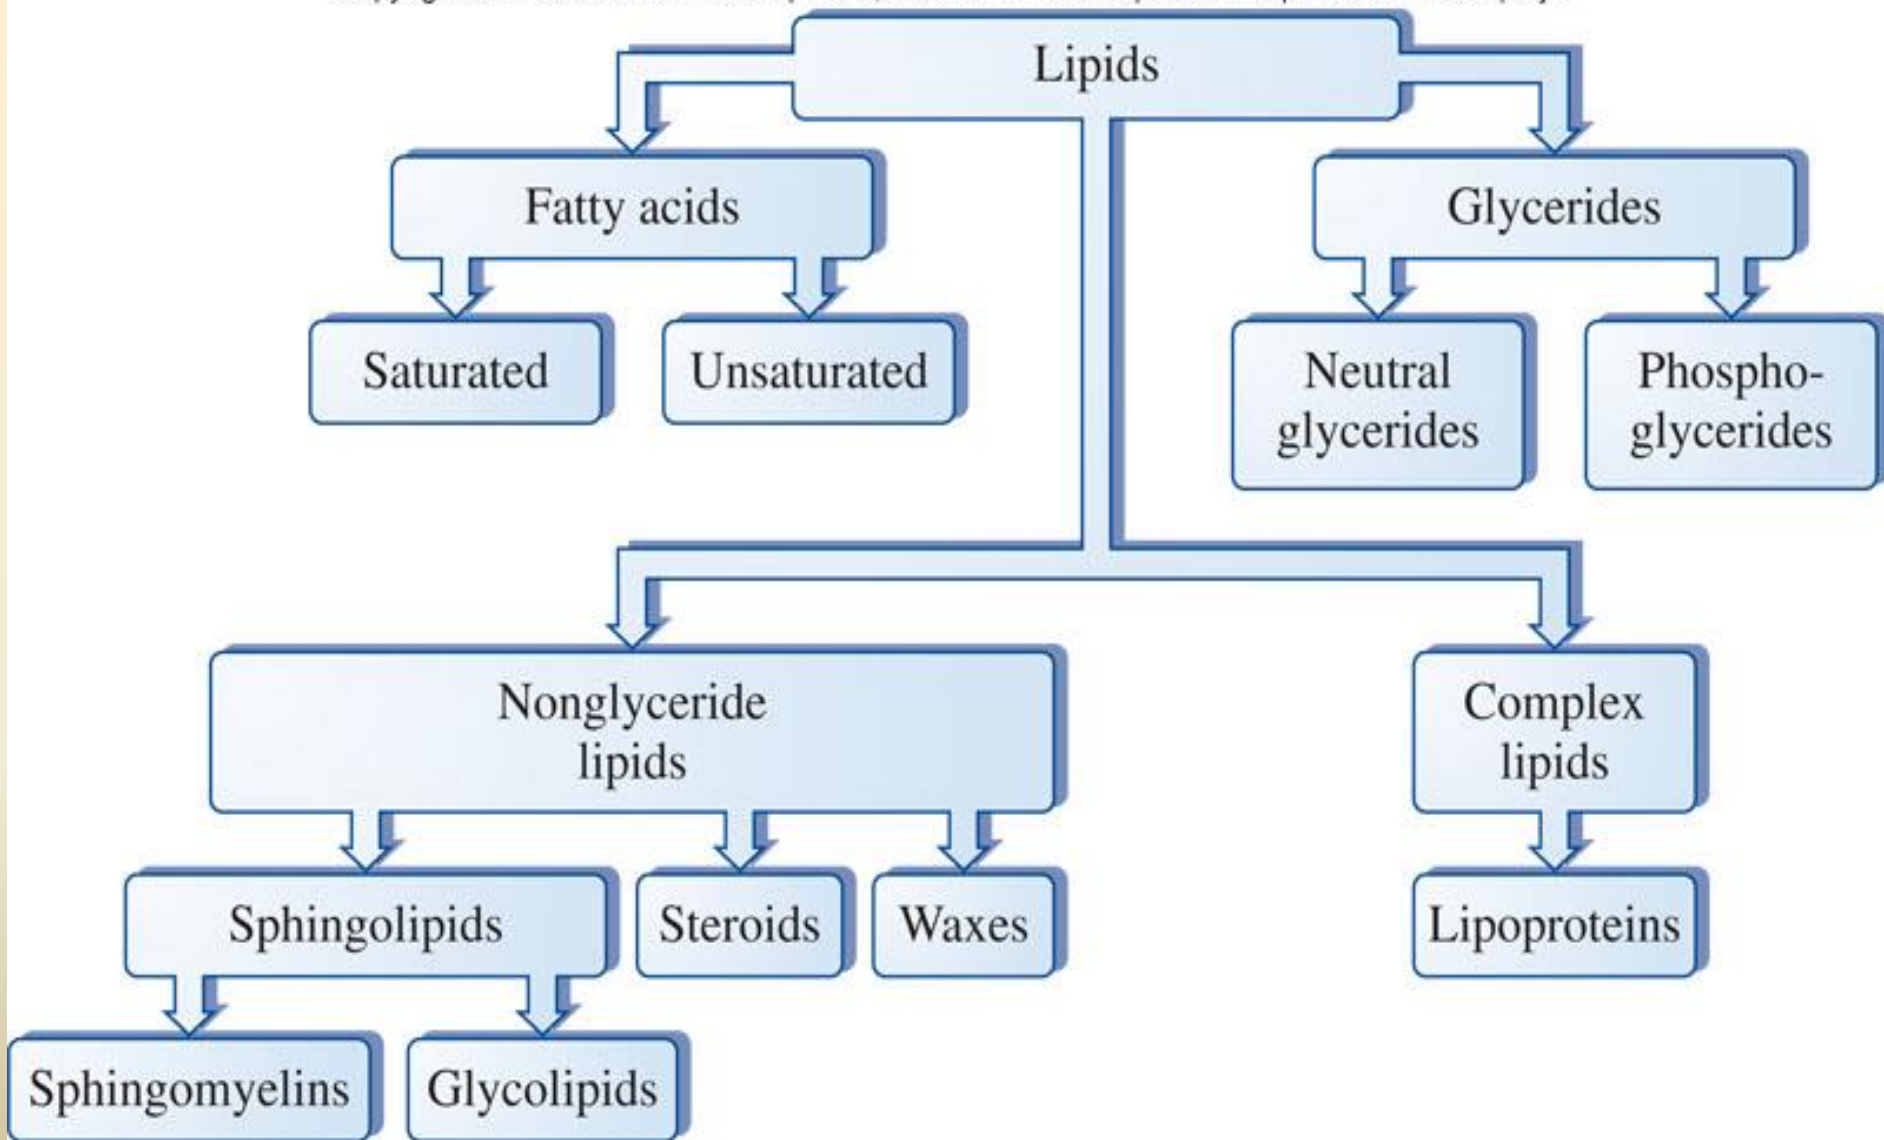 Lipids
Fatty acids
Glycerides
Saturated
Unsaturated
Neutral
glycerides
Phospho-
glycerides
Nonglyceride
lipids
Complex
lipids
Sphingolipids
Steroids
Waxes
Lipoproteins
Sphingomyelins
Glycolipids